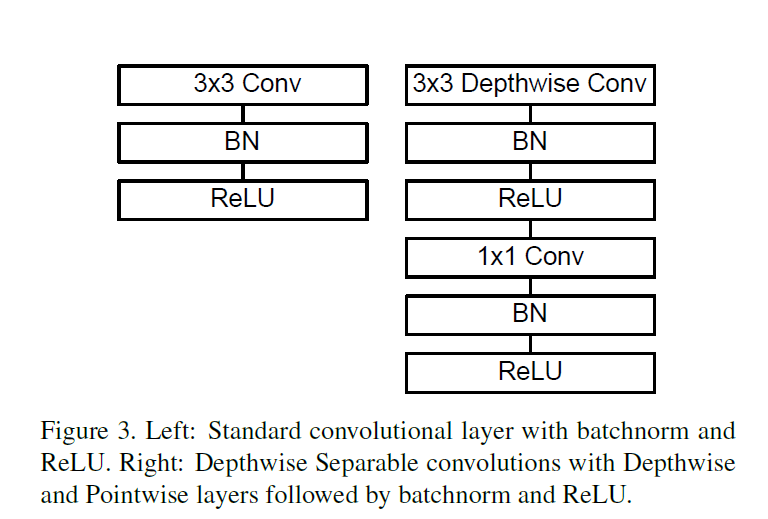 3x3 Conv
BN
ReLU
3x3 Depthwise Conv
BN
ReLU
1x1 Conv
BN
ReLU
Figure 3. Left: Standard convolutional layer with batchnorm and
ReLU. Right: Depthwise Separable convolutions with Depthwise
and Pointwise layers followed by batchnorm and ReLU.